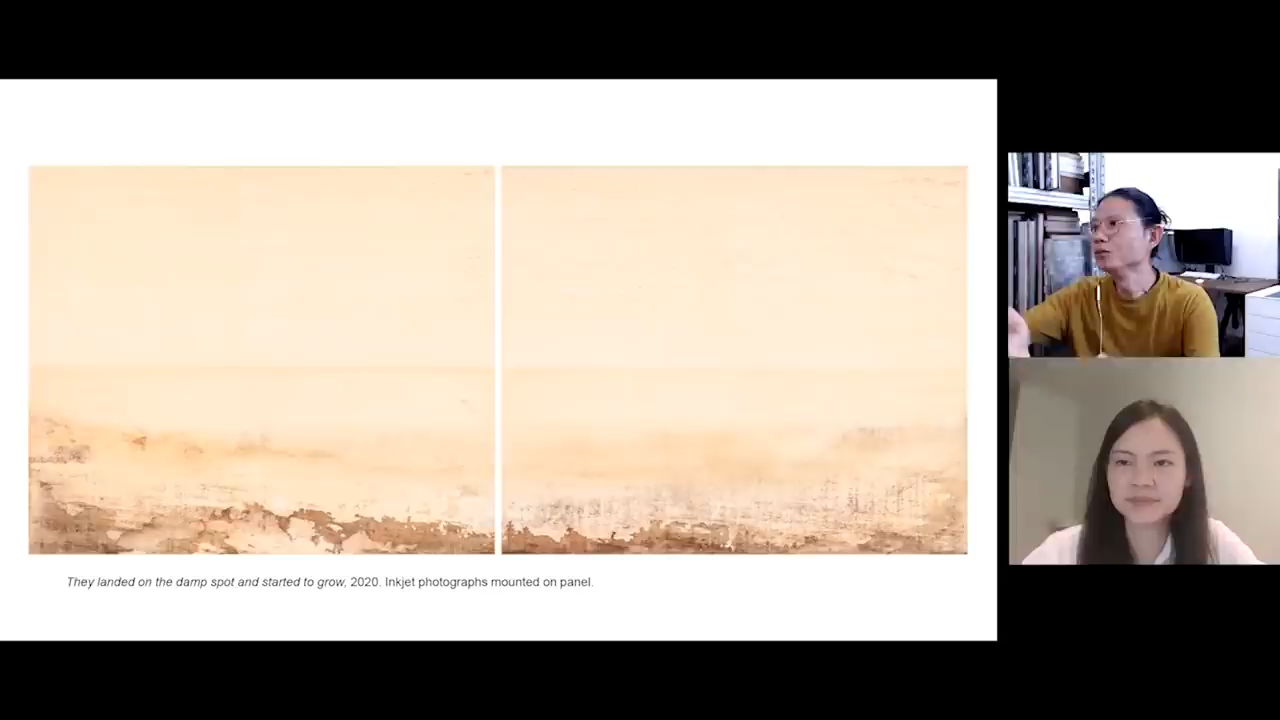 They landed on the damp spot and started to grow, 2020. Inkjet photographs mounted on panel.